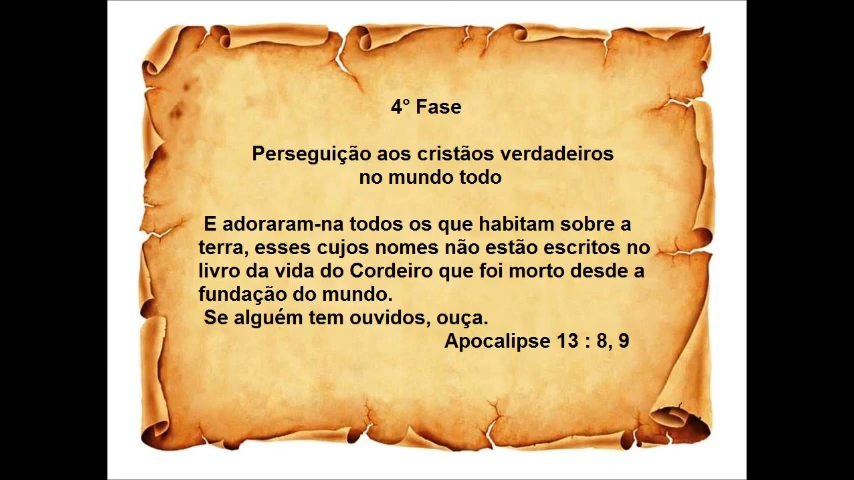 4° Fase
Perseguição aos cristãos verdadeiros
no mundo todo
E adoraram-na todos os que habitam sobre a
terra, esses cujos nomes não estão escritos no
livro da vida do Cordeiro que foi morto desde a
fundação do mundo.
Se alguém tem ouvidos, ouça.
Apocalipse 13 : 8, 9